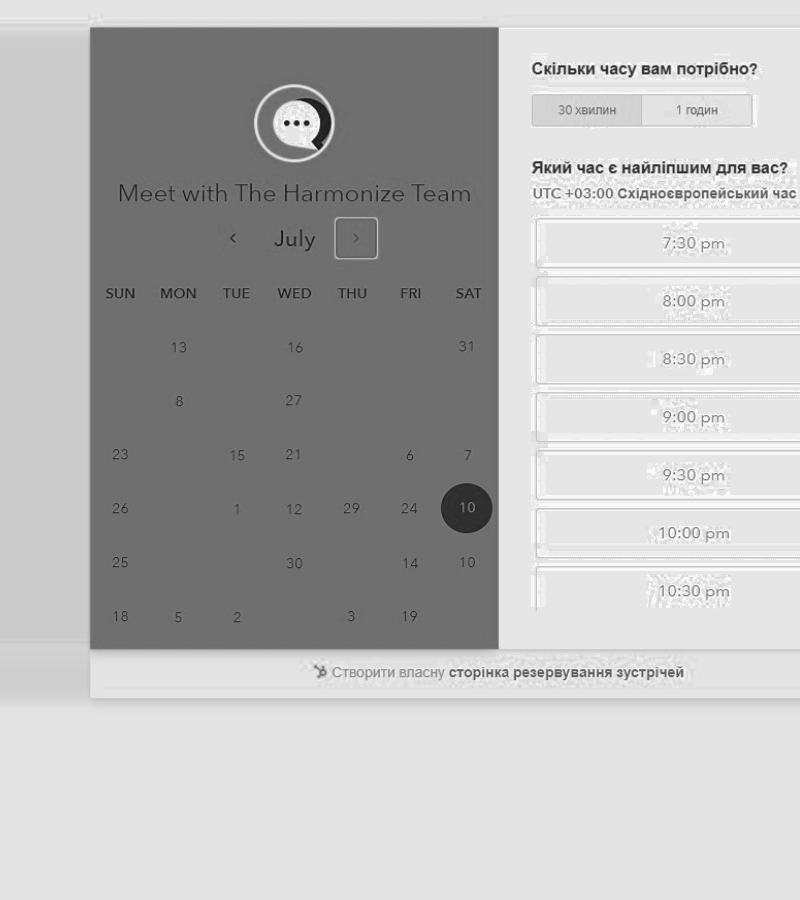 Meet with The Harmonize Team
July
SUN MON TUE WED THU FRI SAT
13 16 31
8 27
23 15 21 6 7
26 1 12 29 24 10
25 30 14 10
18 5 2 3 19
Скільки часу вам потрібно?
30 хвилин 1 годин
Який час є найліпшим для вас?
UTC +03:00 Східноєвропейський час
7:30 pm
8:00 pm
8:30 pm
9:00 pm
9:30 pm
10:00 pm
10:30 pm
Створити власну сторінка резервування зустрічей